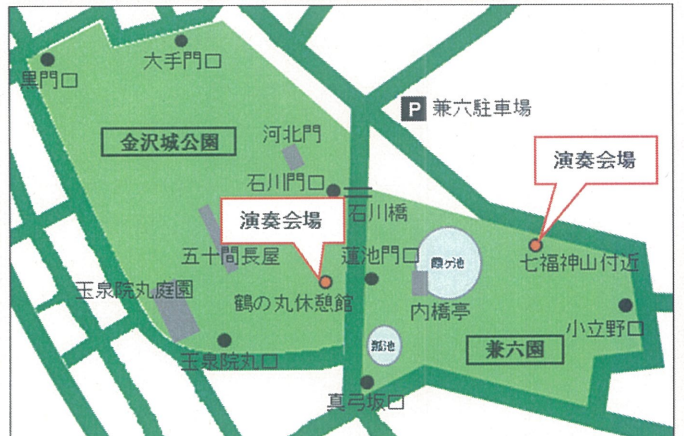 大手門口
黒門口
P 兼六駐車場
金沢城公園
河北門
演奏会場
石川門口
石川橋
演奏会場
五十間長屋
蓮池門口
霞ヶ池
七福神山付近
玉泉院丸庭園
鶴の丸休憩館
内橋亭
小立野口
瓢池
兼六園
玉泉院丸口
真弓坂口